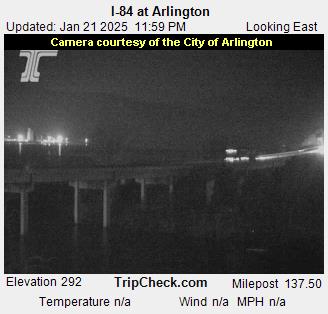 I-84 at Arlington
Updated: Jan 21 2025 11:59 PM Looking East
Camera courtesy of the City of Arlington
Elevation 292 TripCheck.com Milepost 137.50
Temperature n/a Wind n/a MPH n/a